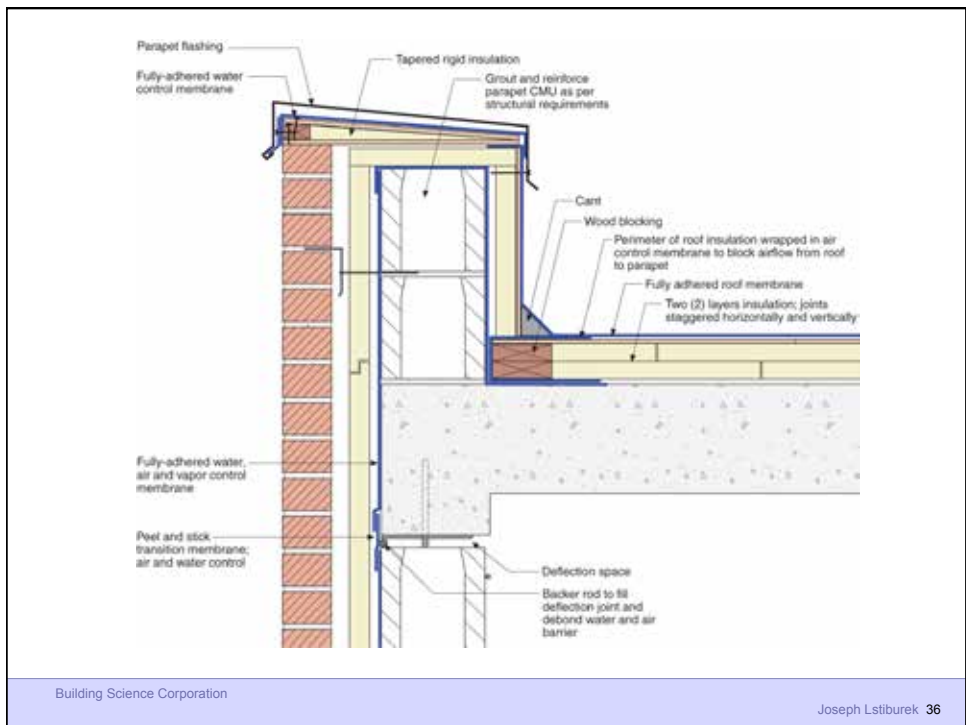 Parapet flashing
Fully-adhered water
control membrane
Tapered rigid insulation
Grout and reinforce
parapet CMU as per
structural requirements
Cant
Wood blocking
Perimeter of roof insulation wrapped in air
control membrane to block airflow from roof
to parapet
Fully adhered roof membrane
Two (2) layers insulation; joints
staggered horizontally and vertically
Fully-adhered water,
air and vapor control
membrane
Peel and stick
transition membrane;
air and water control
Deflection space
Backer rod to fill
deflection joint and
debond water and air
barrier
Building Science Corporation
Joseph Lstiburek 36